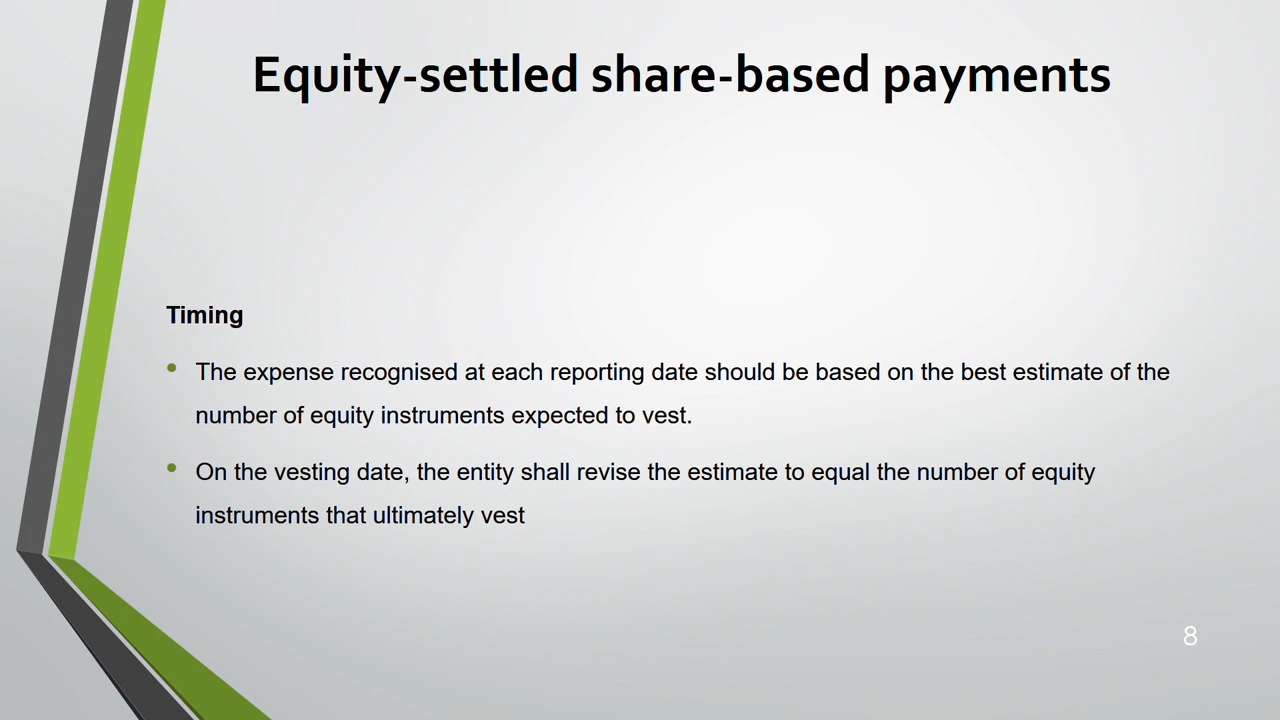 Equity-settled share-based payments
Timing
• The expense recognised at each reporting date should be based on the best estimate of the
number of equity instruments expected to vest.
• On the vesting date, the entity shall revise the estimate to equal the number of equity
instruments that ultimately vest
8